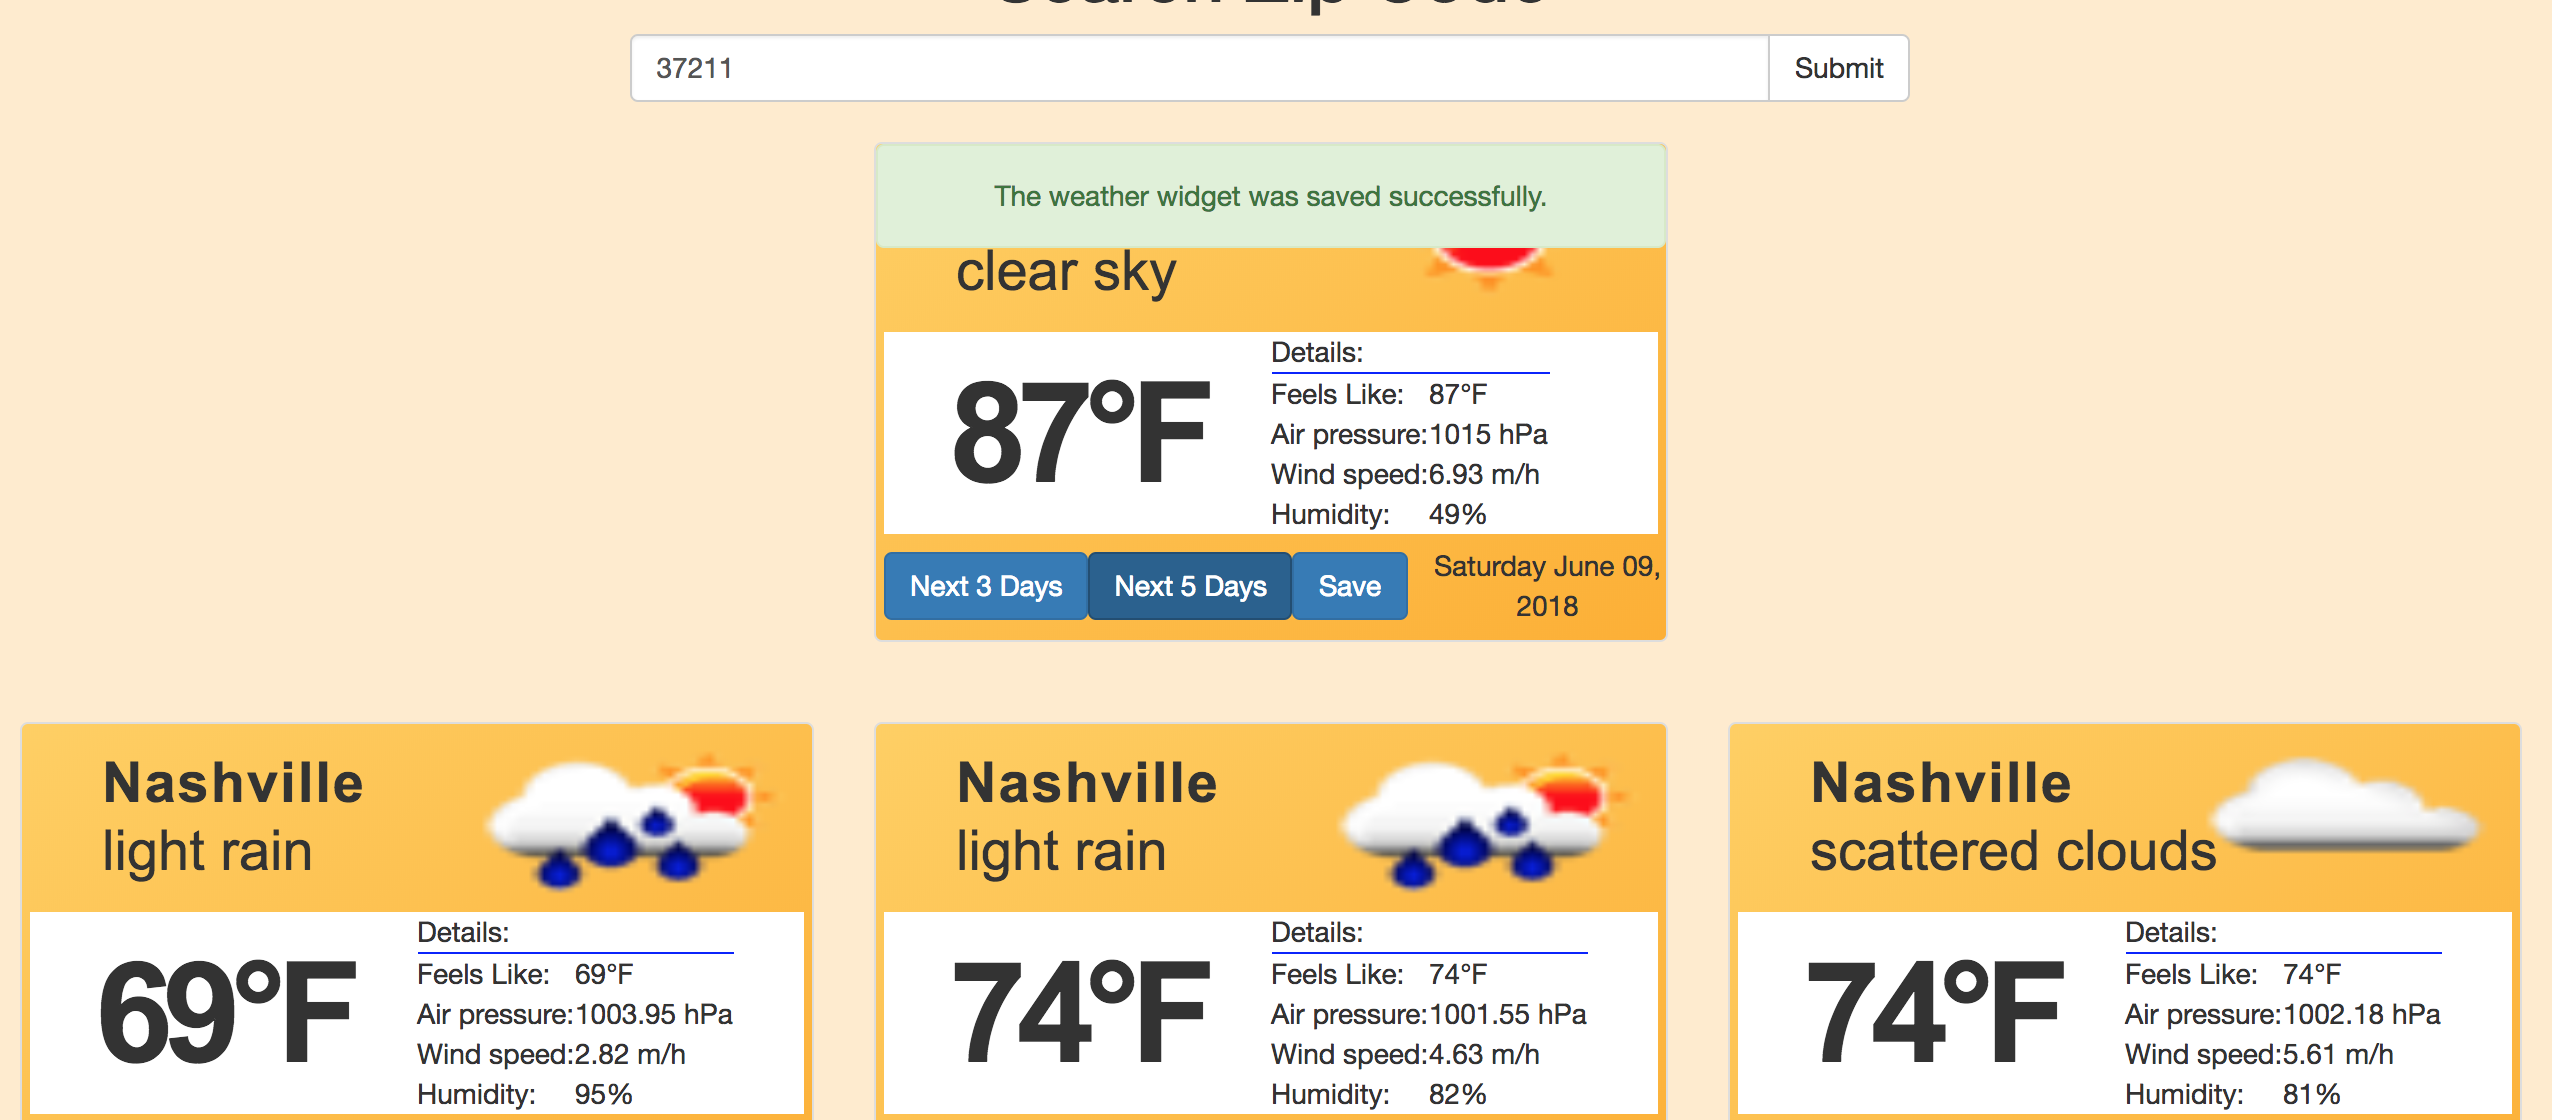 Search Zip Code
37211
Submit
The weather widget was saved successfully.
clear sky
87°F
Details:
Feels Like: 87°F
Air pressure:1015 hPa
Wind speed:6.93 m/h
Humidity: 49%
Next 3 Days
Next 5 Days
Save
Saturday June 09,
2018
Nashville
light rain
69°F
Details:
Feels Like: 69°F
Air pressure:1003.95 hPa
Wind speed:2.82 m/h
Humidity: 95%
Nashville
light rain
74°F
Details:
Feels Like: 74°F
Air pressure:1001.55 hPa
Wind speed:4.63 m/h
Humidity: 82%
Nashville
scattered clouds
74°F
Details:
Feels Like: 74°F
Air pressure:1002.18 hPa
Wind speed:5.61 m/h
Humidity: 81%